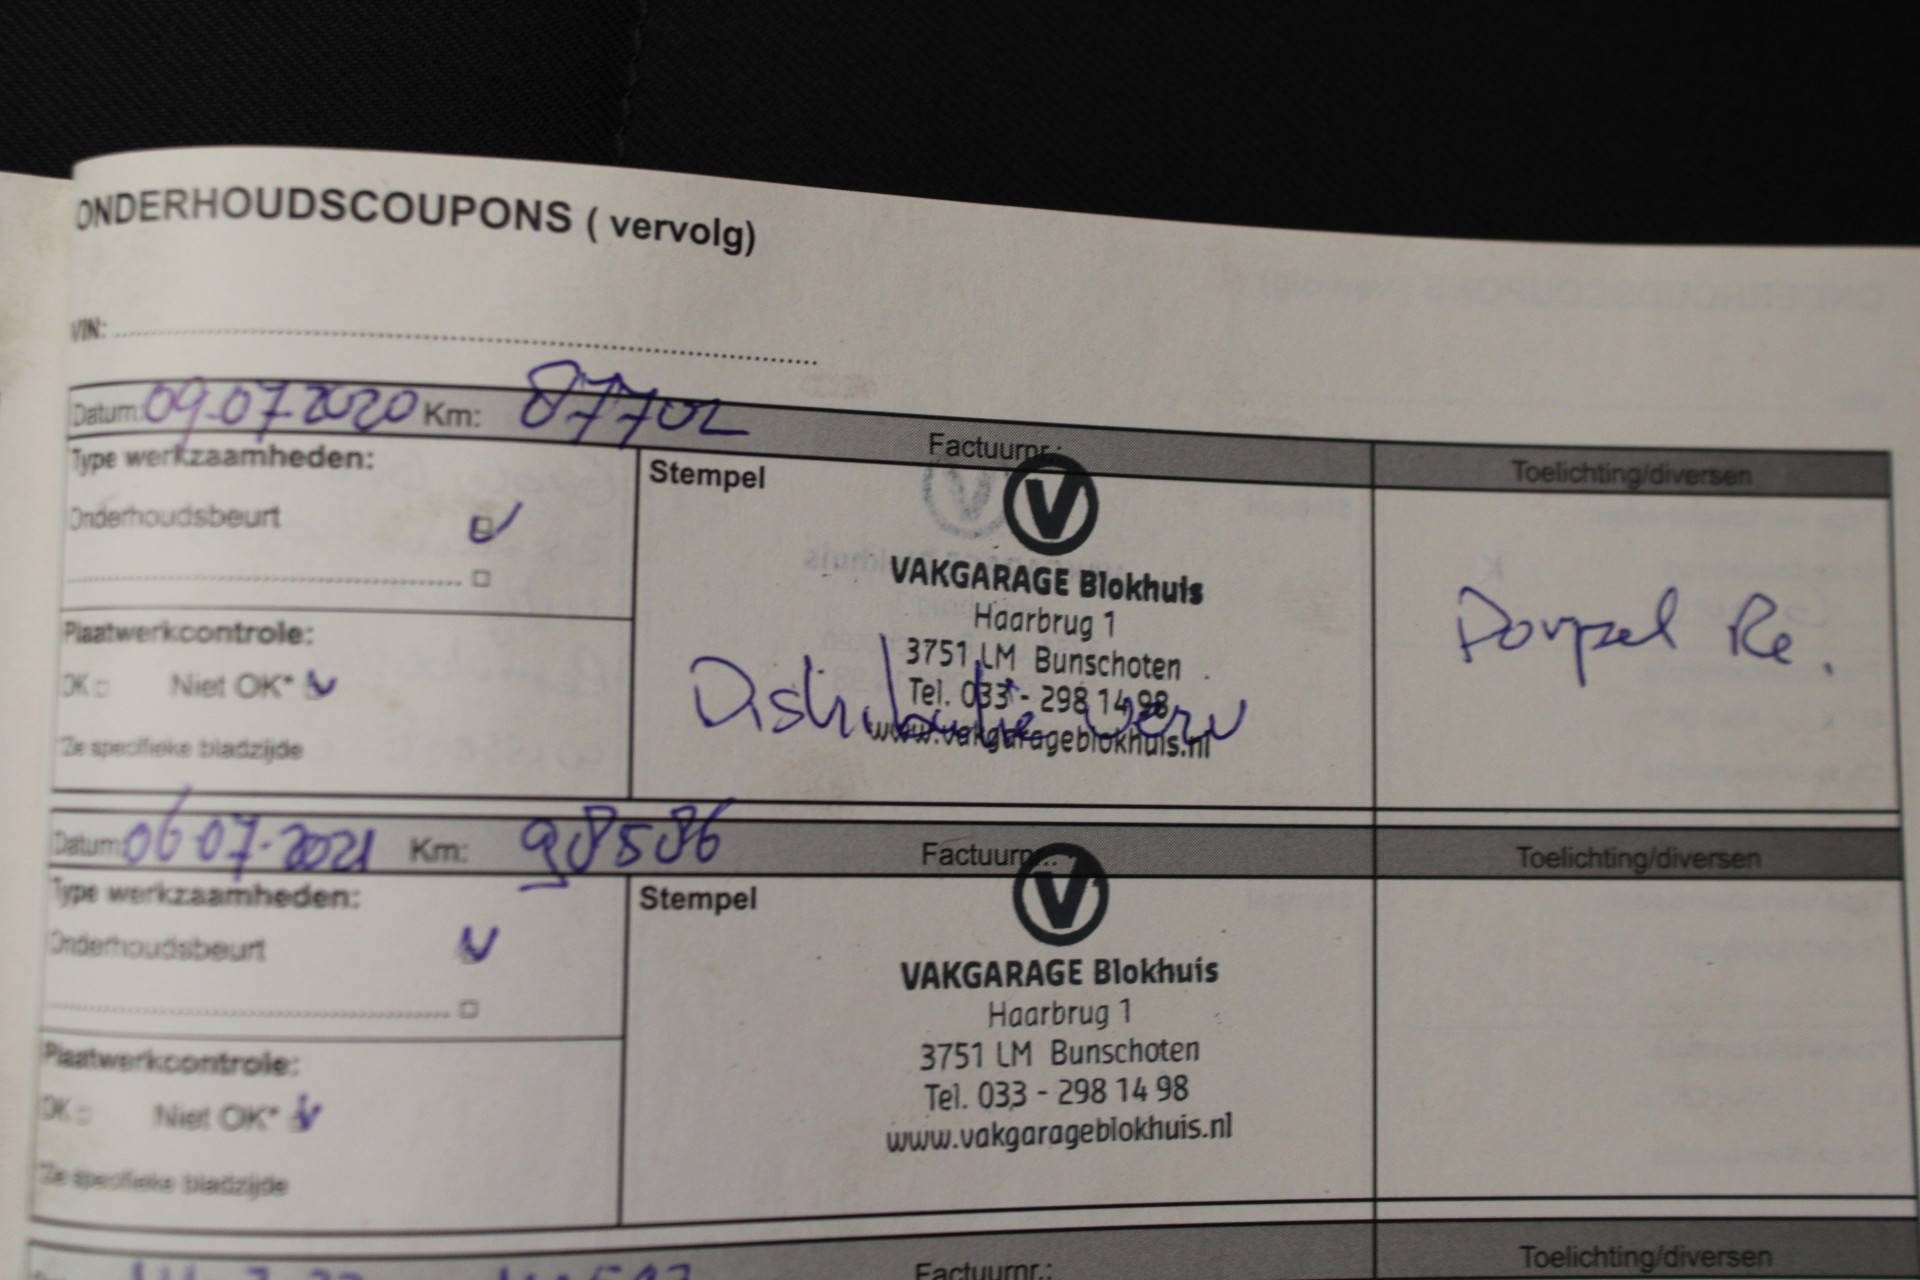 ONDERHOUDSCOUPONS ( vervolg)
VIN:
Datum: 09-07-2020 Km: 87702 Factuurnr.: Toelichting/diversen
Type werkzaamheden:
Stempel
Onderhoudsbeurt
VAKGARAGE Blokhuis
Haarbrug 1
3751 LM Bunschoten
Tel. 033 - 298 14 98
www.vakgarageblokhuis.nl
Distributie verv
Dorpel Re.
Plaatwerkcontrole:
OK Niet OK*
*Zie specifieke bladzijde
Datum: 06-07-2021 Km: 98586 Factuurnr.: Toelichting/diversen
Type werkzaamheden:
Stempel
Onderhoudsbeurt
VAKGARAGE Blokhuis
Haarbrug 1
3751 LM Bunschoten
Tel. 033 - 298 14 98
www.vakgarageblokhuis.nl
Plaatwerkcontrole:
OK Niet OK*
*Zie specifieke bladzijde
Factuurnr.: Toelichting/diversen